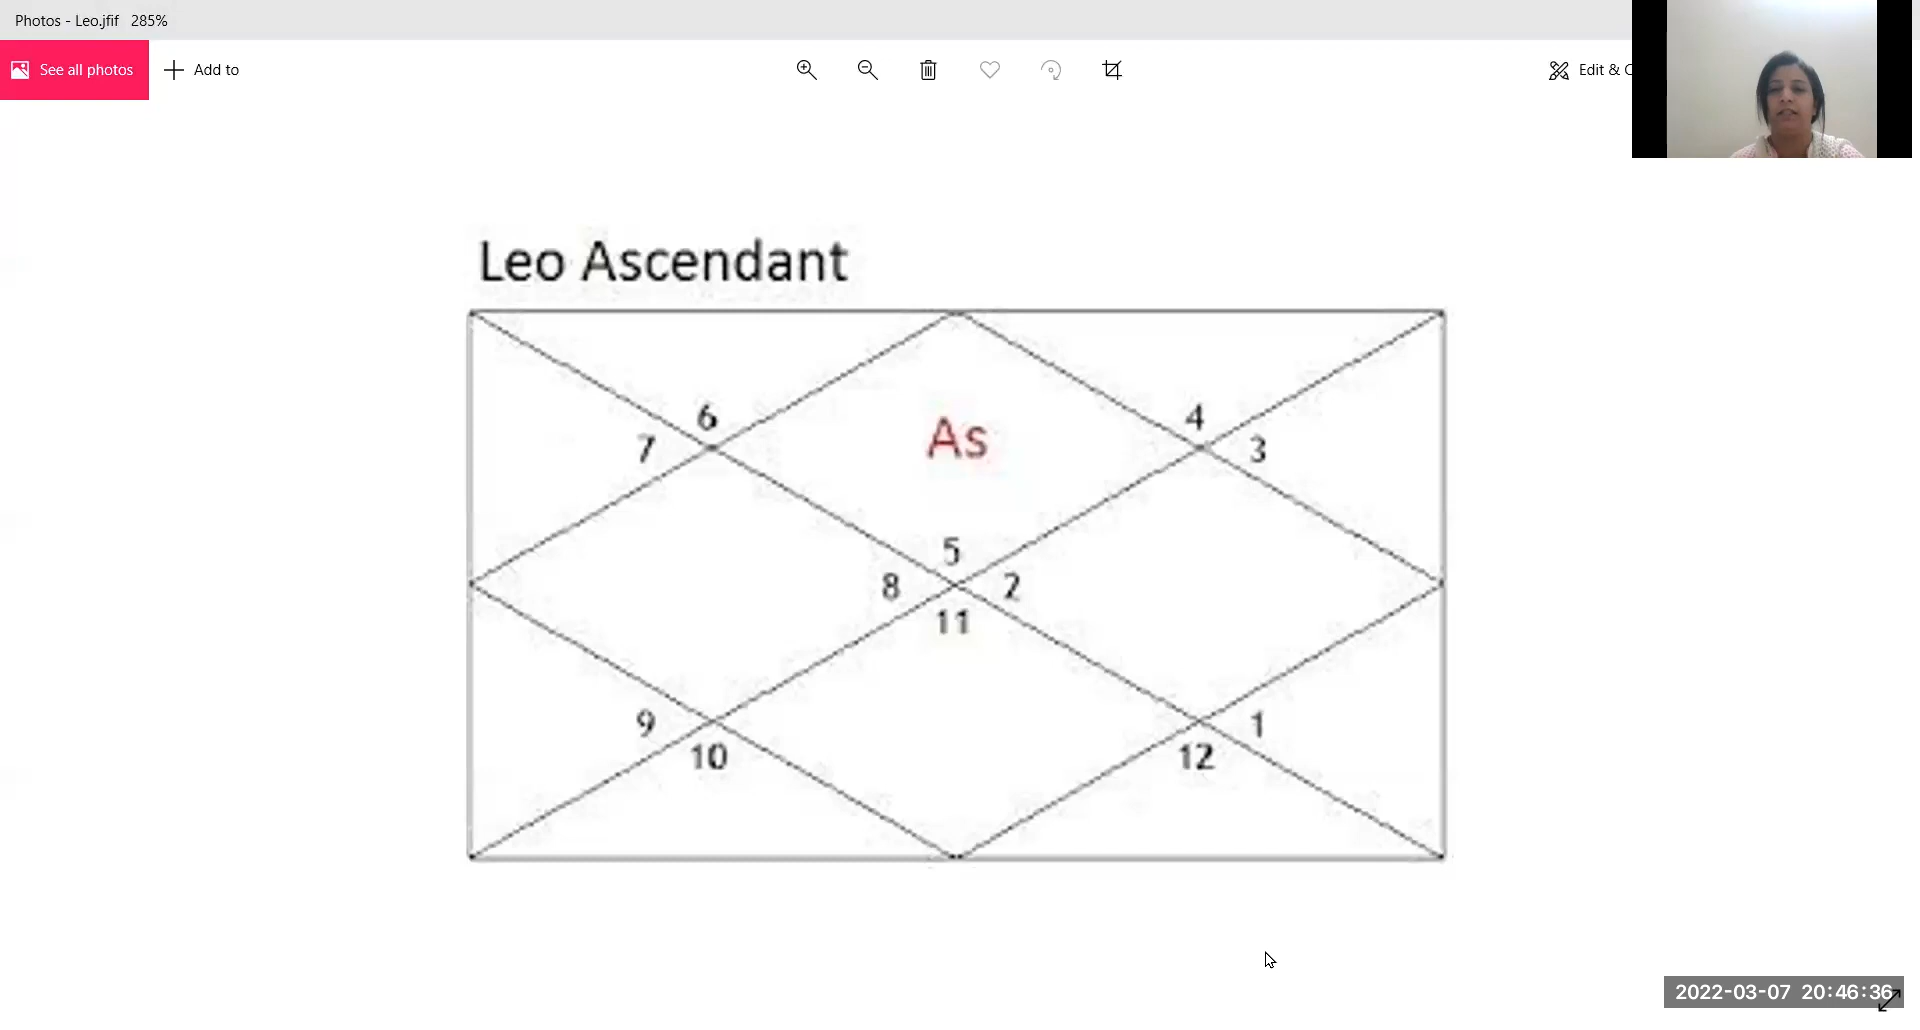 Photos - Leo.jfif 285%
See all photos
Add to
Edit & C
Leo Ascendant
6
4
7
As
3
5
8
2
11
9
1
10
12
2022-03-07 20:46:36